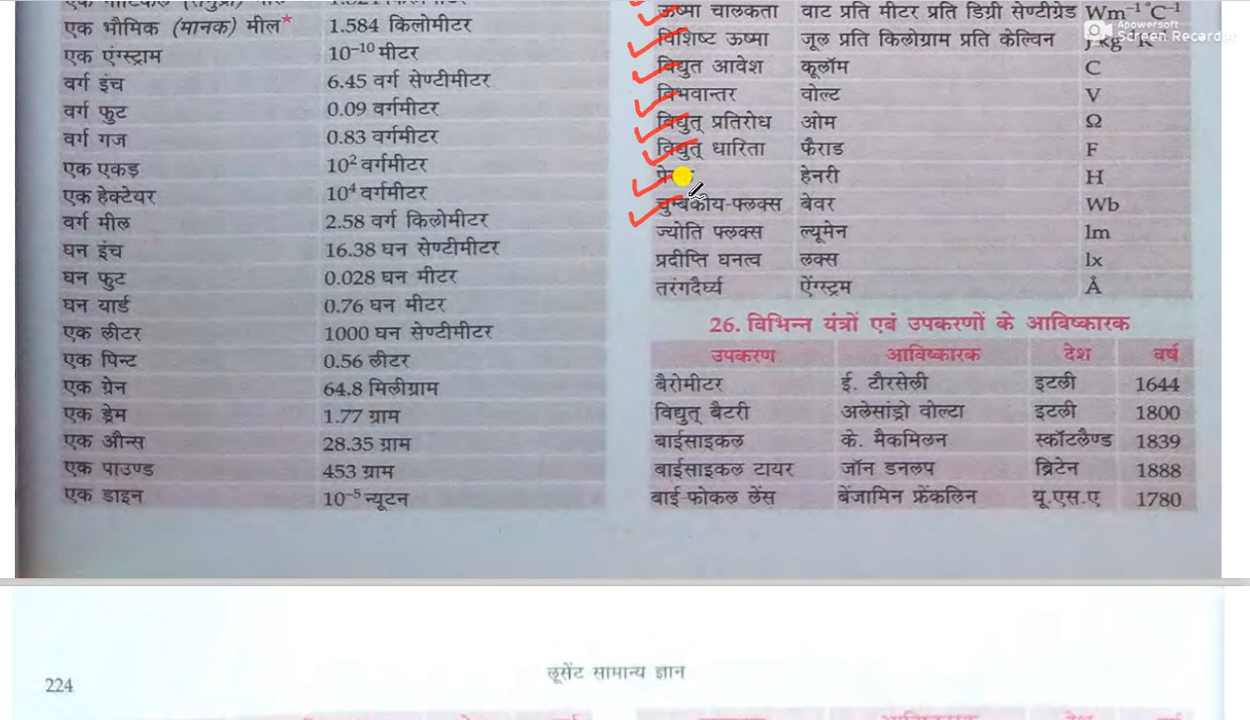 एक भौमिक (मानक) मील★ 1.584 किलोमीटर
एक एंग्स्ट्राम 10⁻¹⁰ मीटर
वर्ग इंच 6.45 वर्ग सेण्टीमीटर
वर्ग फुट 0.09 वर्गमीटर
वर्ग गज 0.83 वर्गमीटर
एक एकड़ 10² वर्गमीटर
एक हेक्टेयर 10⁴ वर्गमीटर
वर्ग मील 2.58 वर्ग किलोमीटर
घन इंच 16.38 घन सेण्टीमीटर
घन फुट 0.028 घन मीटर
घन यार्ड 0.76 घन मीटर
एक लीटर 1000 घन सेण्टीमीटर
एक पिन्ट 0.56 लीटर
एक ग्रेन 64.8 मिलीग्राम
एक ड्रेम 1.77 ग्राम
एक औन्स 28.35 ग्राम
एक पाउण्ड 453 ग्राम
एक डाइन 10⁻⁵ न्यूटन
ऊष्मा चालकता वाट प्रति मीटर प्रति डिग्री सेण्टीग्रेड Wm⁻¹°C⁻¹
विशिष्ट ऊष्मा जूल प्रति किलोग्राम प्रति केल्विन
विद्युत आवेश कूलॉम C
विभवान्तर वोल्ट V
विद्युत् प्रतिरोध ओम Ω
विद्युत् धारिता फैराड F
हेनरी H
चुम्बकीय-फ्लक्स बेवर Wb
ज्योति फ्लक्स ल्यूमेन lm
प्रदीप्ति घनत्व लक्स lx
तरंगदैर्घ्य ऐंग्स्ट्रम Å
26. विभिन्न यंत्रों एवं उपकरणों के आविष्कारक
उपकरण आविष्कारक देश वर्ष
बैरोमीटर ई. टौरसेली इटली 1644
विद्युत् बैटरी अलेसांड्रो वोल्टा इटली 1800
बाईसाइकल के. मैकमिलन स्कॉटलैण्ड 1839
बाईसाइकल टायर जॉन डनलप ब्रिटेन 1888
बाई-फोकल लेंस बेंजामिन फ्रेंकलिन यू.एस.ए 1780
Apowersoft
Screen Recorder
224 लूसेंट सामान्य ज्ञान